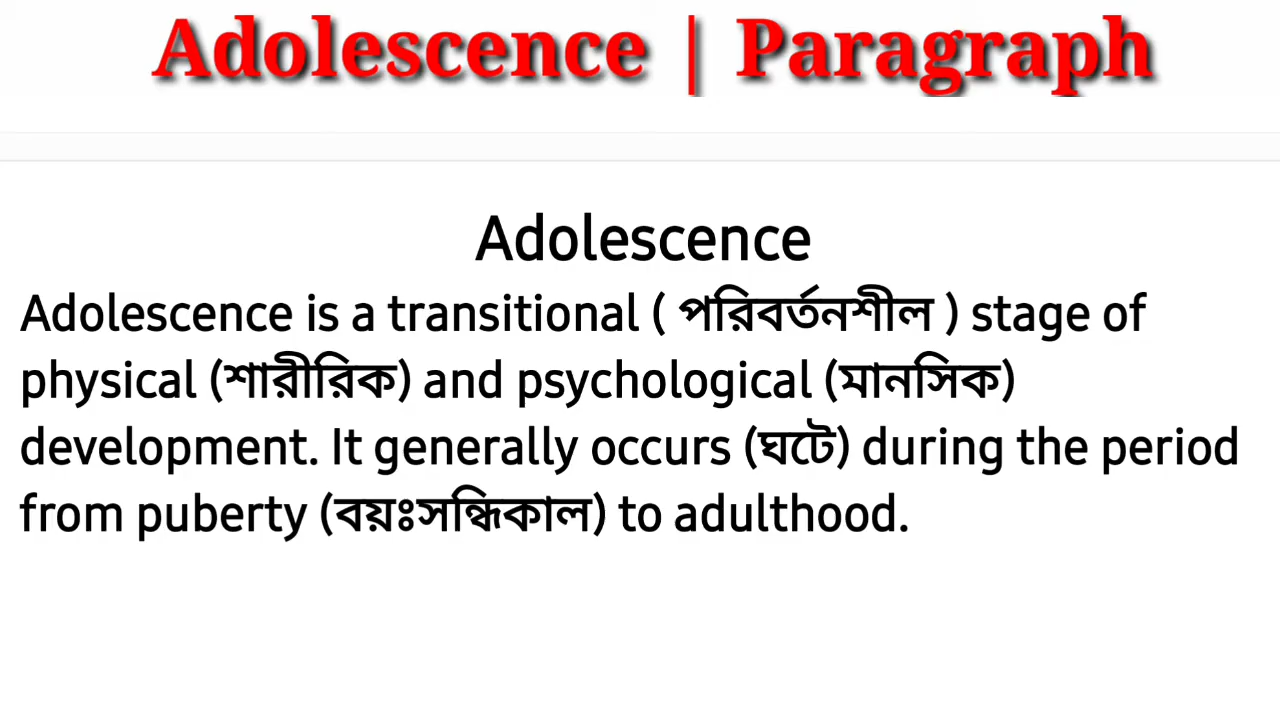 Adolescence | Paragraph
Adolescence
Adolescence is a transitional ( পরিবর্তনশীল ) stage of
physical (শারীরিক) and psychological (মানসিক)
development. It generally occurs (ঘটে) during the period
from puberty (বয়ঃসন্ধিকাল) to adulthood.